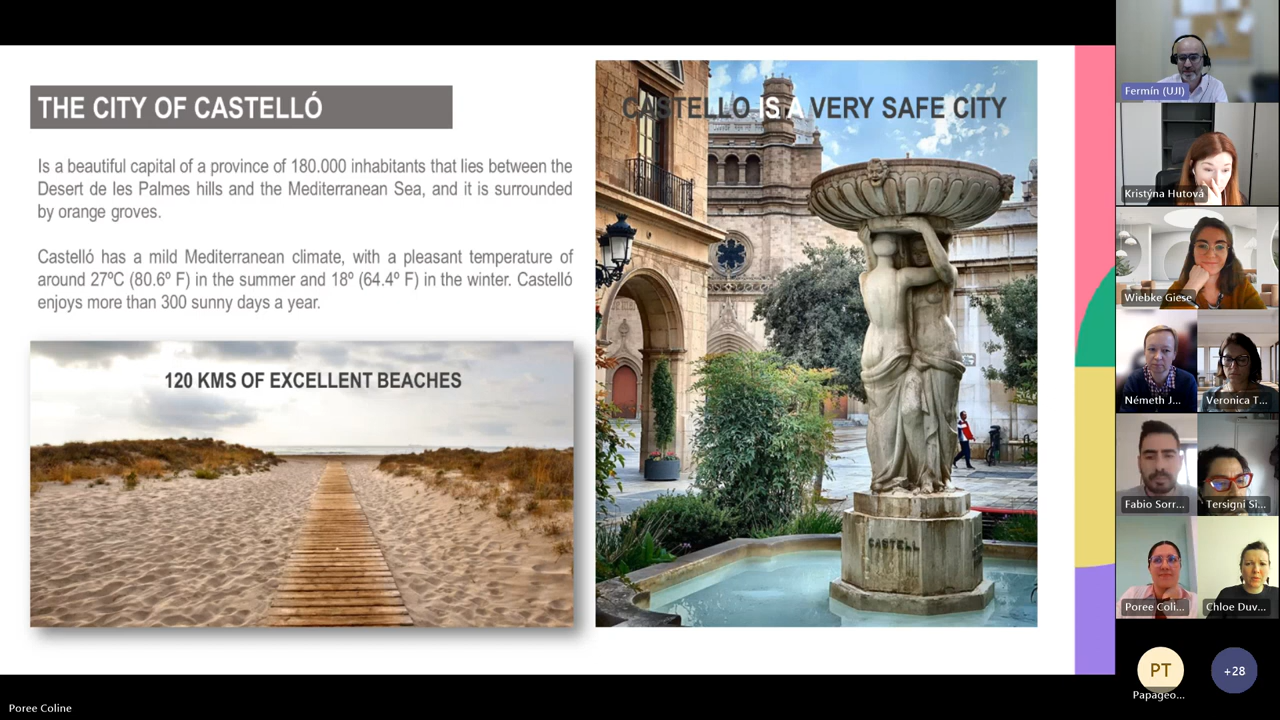 THE CITY OF CASTELLÓ
Is a beautiful capital of a province of 180.000 inhabitants that lies between the
Desert de les Palmes hills and the Mediterranean Sea, and it is surrounded
by orange groves.
Castelló has a mild Mediterranean climate, with a pleasant temperature of
around 27ºC (80.6º F) in the summer and 18º (64.4º F) in the winter. Castelló
enjoys more than 300 sunny days a year.
120 KMS OF EXCELLENT BEACHES
CASTELLO IS A VERY SAFE CITY
CASTELL
Fermín (UJI)
Kristýna Hutová
Wiebke Giese
Németh J...
Veronica T...
Fabio Sorr...
Tersigni Si...
Poree Coli...
Chloe Duv...
PT
Papageo...
+28
Poree Coline